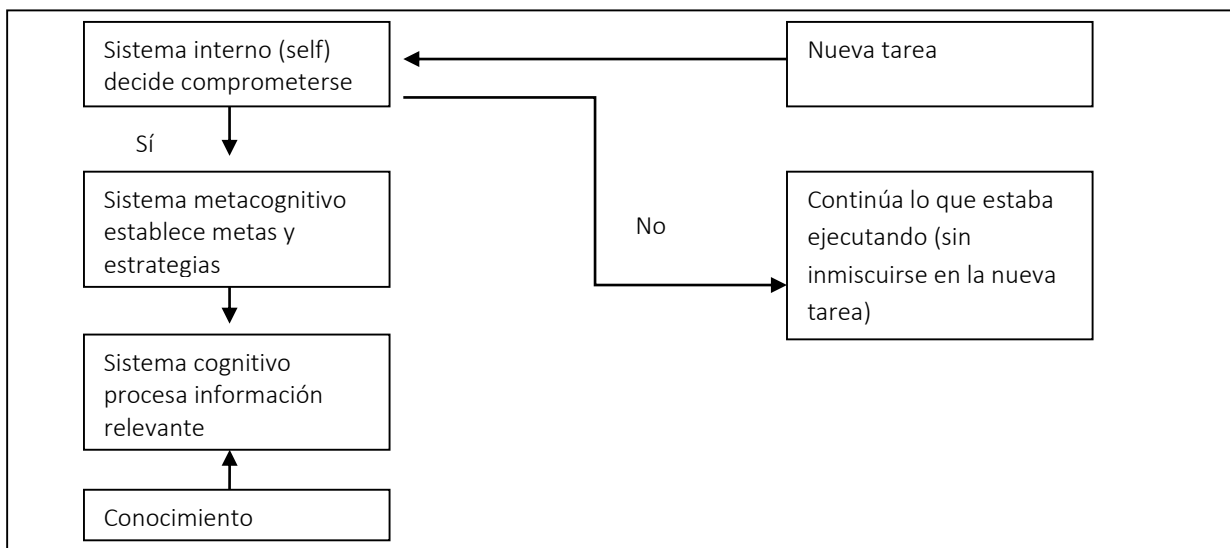 Sistema interno (self)
decide comprometerse
Nueva tarea
Sí
Sistema metacognitivo
establece metas y
estrategias
No
Continúa lo que estaba
ejecutando (sin
inmiscuirse en la nueva
tarea)
Sistema cognitivo
procesa información
relevante
Conocimiento